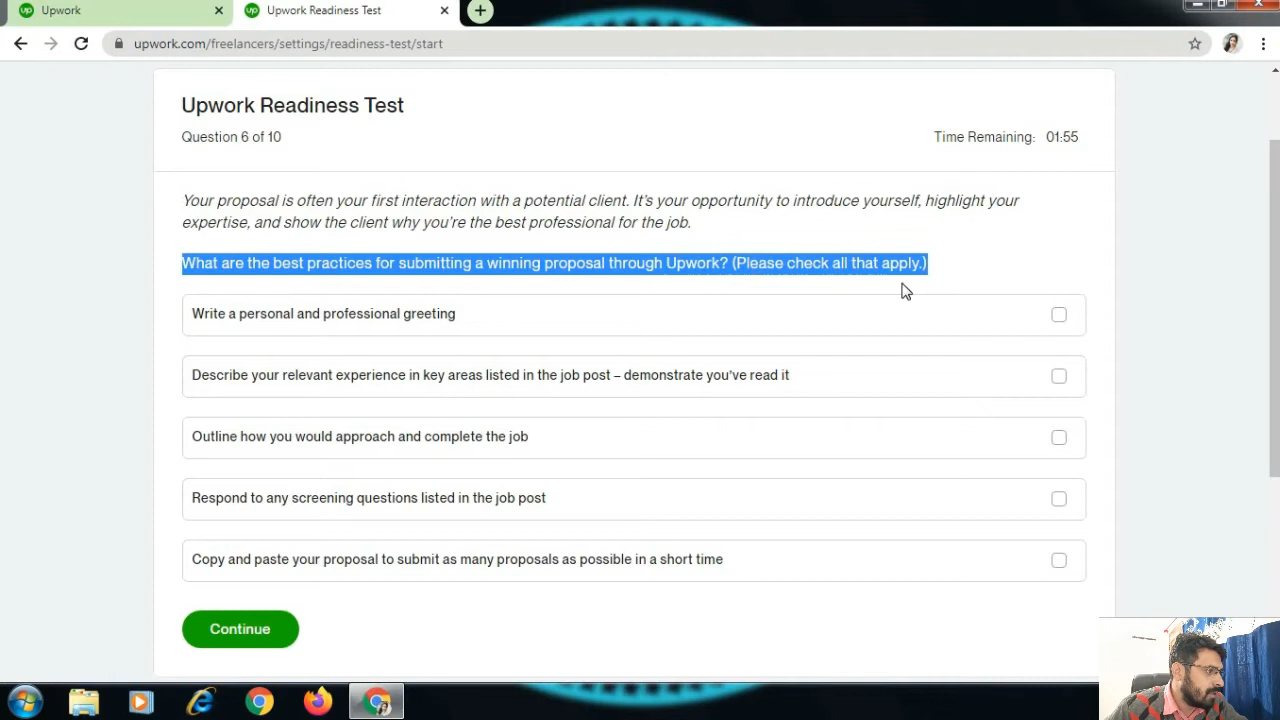 up Upwork
up Upwork Readiness Test
upwork.com/freelancers/settings/readiness-test/start
Upwork Readiness Test
Question 6 of 10
Time Remaining: 01:55
Your proposal is often your first interaction with a potential client. It's your opportunity to introduce yourself, highlight your
expertise, and show the client why you're the best professional for the job.
What are the best practices for submitting a winning proposal through Upwork? (Please check all that apply.)
Write a personal and professional greeting
Describe your relevant experience in key areas listed in the job post – demonstrate you've read it
Outline how you would approach and complete the job
Respond to any screening questions listed in the job post
Copy and paste your proposal to submit as many proposals as possible in a short time
Continue